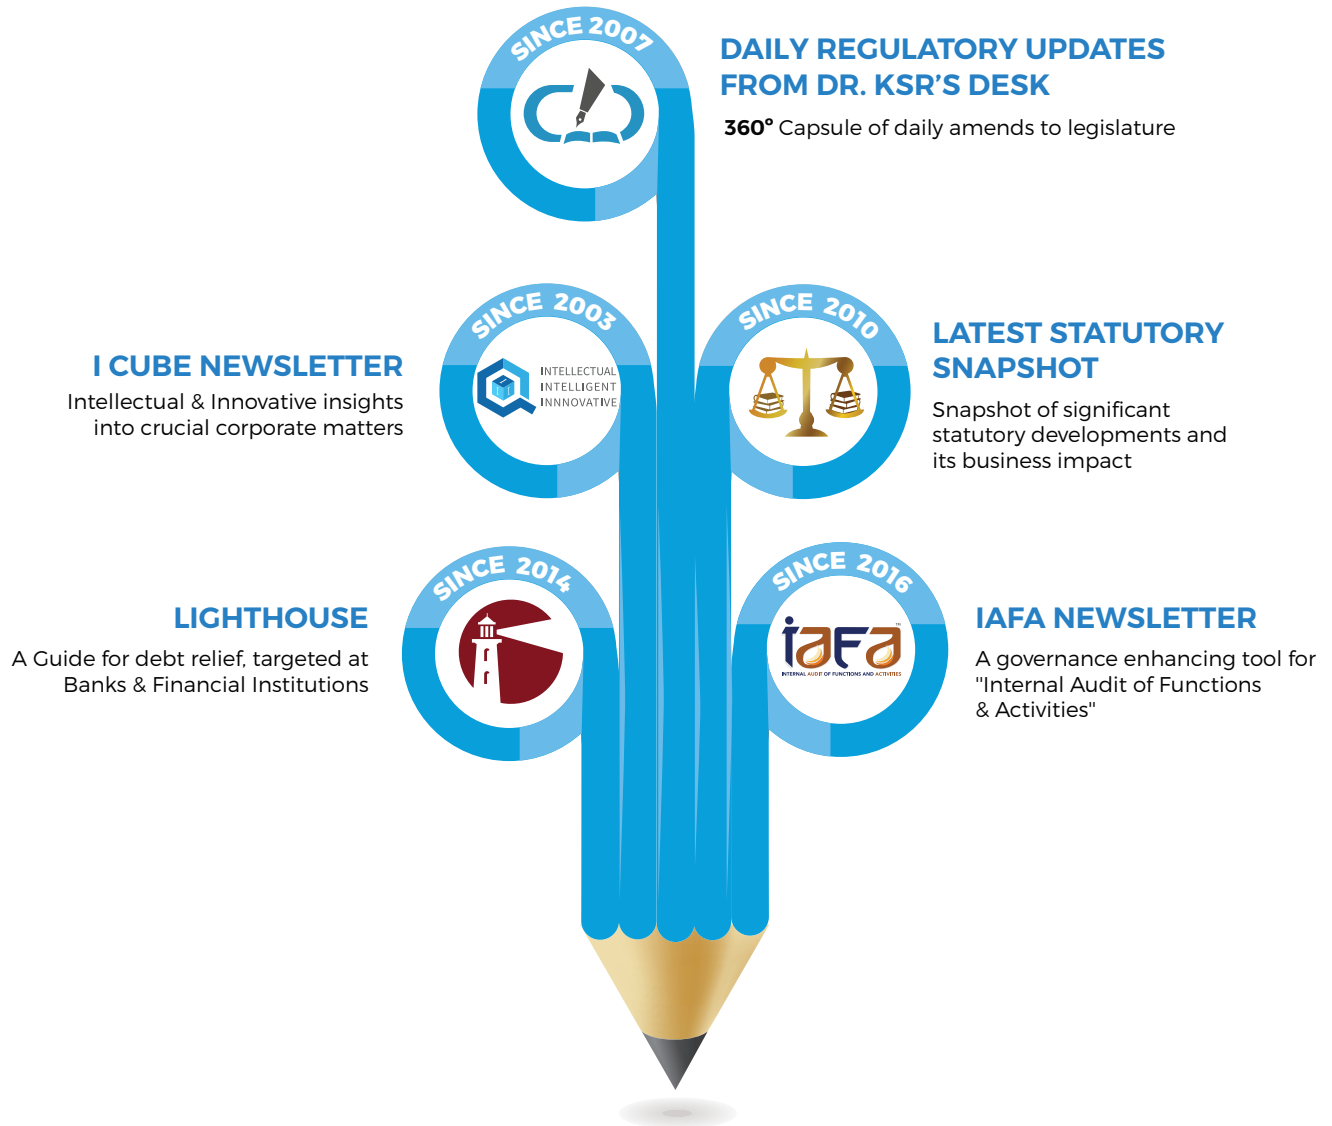 SINCE 2007
DAILY REGULATORY UPDATES
FROM DR. KSR'S DESK
360° Capsule of daily amends to legislature
SINCE 2003
INTELLECTUAL
INTELLIGENT
INNNOVATIVE
I CUBE NEWSLETTER
Intellectual & Innovative insights
into crucial corporate matters
SINCE 2010
LATEST STATUTORY
SNAPSHOT
Snapshot of significant
statutory developments and
its business impact
SINCE 2014
LIGHTHOUSE
A Guide for debt relief, targeted at
Banks & Financial Institutions
SINCE 2016
iaFa™
INTERNAL AUDIT OF FUNCTIONS AND ACTIVITIES
IAFA NEWSLETTER
A governance enhancing tool for
"Internal Audit of Functions
& Activities"